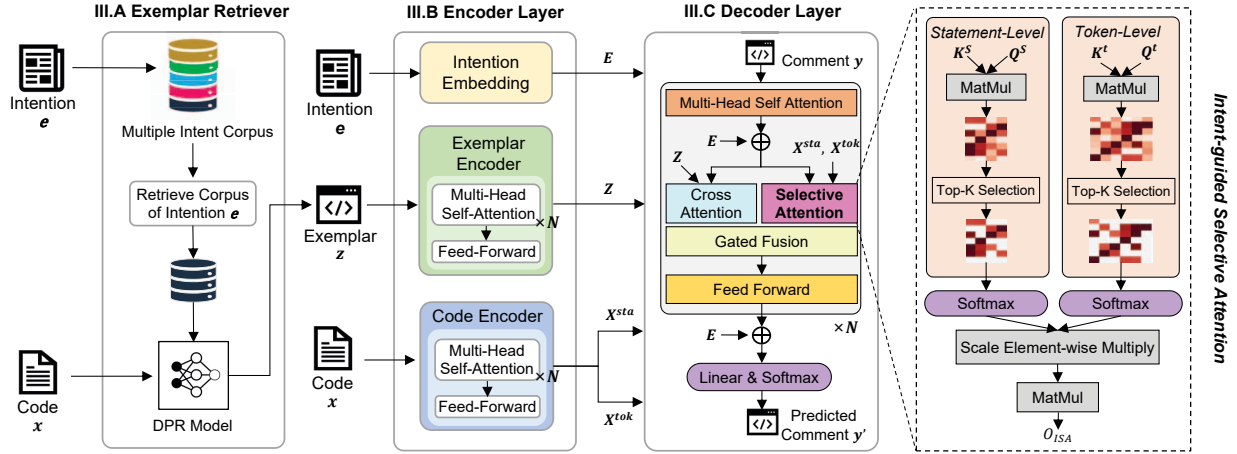 III.A Exemplar Retriever
Intention
e
Multiple Intent Corpus
Retrieve Corpus
of Intention e
Code
x
DPR Model
III.B Encoder Layer
Intention
e
Intention
Embedding
E
Exemplar
z
Exemplar
Encoder
Multi-Head
Self-Attention
×N
Feed-Forward
Z
Code
x
Code Encoder
Multi-Head
Self-Attention
×N
Feed-Forward
X^sta
X^tok
III.C Decoder Layer
Comment y
Multi-Head Self Attention
E
Z
X^sta, X^tok
Cross
Attention
Selective
Attention
Gated Fusion
Feed Forward
×N
E
Linear & Softmax
Predicted
Comment y'
Statement-Level
K^S Q^S
MatMul
Top-K Selection
Softmax
Token-Level
K^t Q^t
MatMul
Top-K Selection
Softmax
Scale Element-wise Multiply
MatMul
O_ISA
Intent-guided Selective Attention